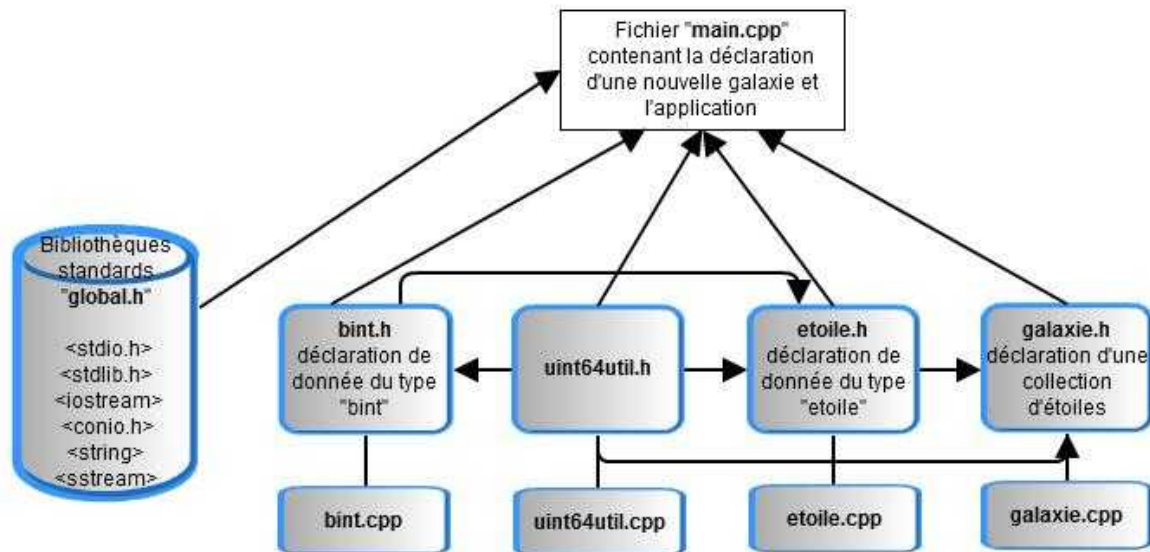 Fichier "main.cpp"
contenant la déclaration
d'une nouvelle galaxie et
l'application
Bibliothèques
standards
"global.h"
<stdio.h>
<stdlib.h>
<iostream>
<conio.h>
<string>
<sstream>
bint.h
déclaration de
donnée du type
"bint"
uint64util.h
etoile.h
déclaration de
donnée du type
"etoile"
galaxie.h
déclaration d'une
collection
d'étoiles
bint.cpp
uint64util.cpp
etoile.cpp
galaxie.cpp